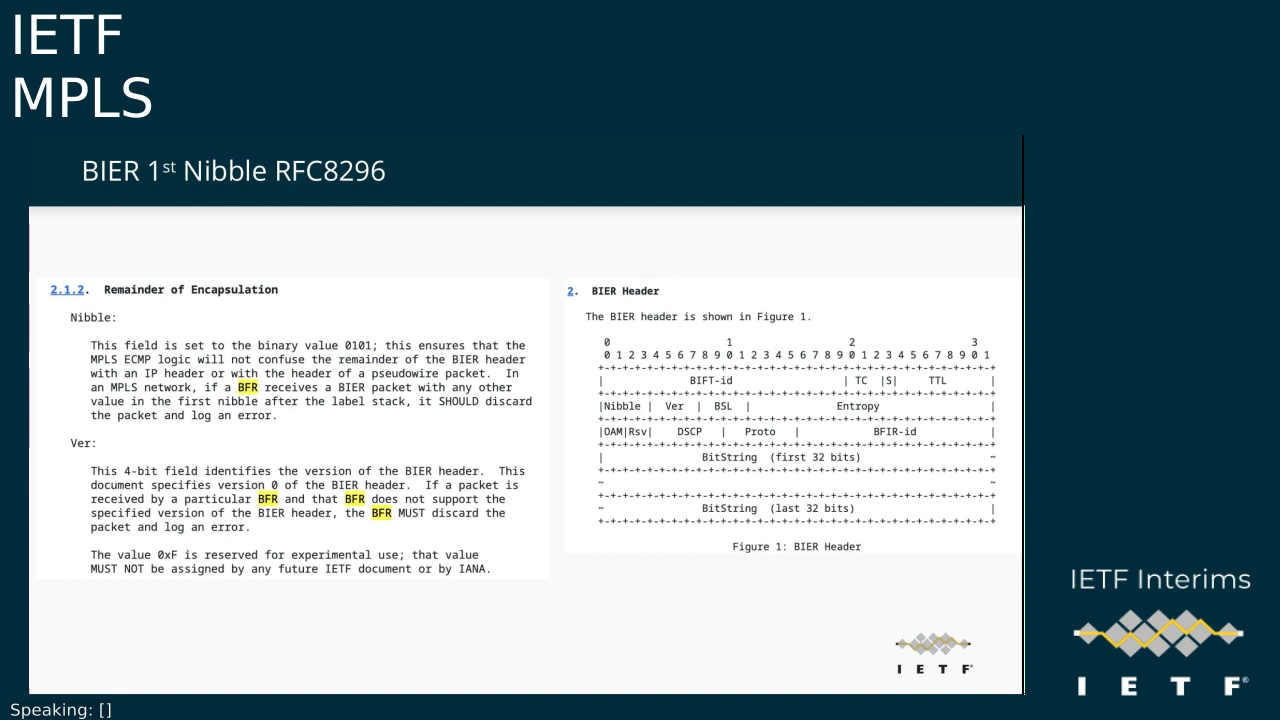 IETF
MPLS
BIER 1st Nibble RFC8296
2.1.2. Remainder of Encapsulation
Nibble:
This field is set to the binary value 0101; this ensures that the
MPLS ECMP logic will not confuse the remainder of the BIER header
with an IP header or with the header of a pseudowire packet. In
an MPLS network, if a BFR receives a BIER packet with any other
value in the first nibble after the label stack, it SHOULD discard
the packet and log an error.
Ver:
This 4-bit field identifies the version of the BIER header. This
document specifies version 0 of the BIER header. If a packet is
received by a particular BFR and that BFR does not support the
specified version of the BIER header, the BFR MUST discard the
packet and log an error.
The value 0xF is reserved for experimental use; that value
MUST NOT be assigned by any future IETF document or by IANA.
2. BIER Header
The BIER header is shown in Figure 1.
0                   1                   2                   3
0 1 2 3 4 5 6 7 8 9 0 1 2 3 4 5 6 7 8 9 0 1 2 3 4 5 6 7 8 9 0 1
+-+-+-+-+-+-+-+-+-+-+-+-+-+-+-+-+-+-+-+-+-+-+-+-+-+-+-+-+-+-+-+-+
|              BIFT-id                  | TC  |S|     TTL       |
+-+-+-+-+-+-+-+-+-+-+-+-+-+-+-+-+-+-+-+-+-+-+-+-+-+-+-+-+-+-+-+-+
|Nibble |  Ver  |  BSL  |              Entropy                  |
+-+-+-+-+-+-+-+-+-+-+-+-+-+-+-+-+-+-+-+-+-+-+-+-+-+-+-+-+-+-+-+-+
|OAM|Rsv|    DSCP   |   Proto   |            BFIR-id            |
+-+-+-+-+-+-+-+-+-+-+-+-+-+-+-+-+-+-+-+-+-+-+-+-+-+-+-+-+-+-+-+-+
|                BitString  (first 32 bits)                     ~
+-+-+-+-+-+-+-+-+-+-+-+-+-+-+-+-+-+-+-+-+-+-+-+-+-+-+-+-+-+-+-+-+
~                                                               ~
+-+-+-+-+-+-+-+-+-+-+-+-+-+-+-+-+-+-+-+-+-+-+-+-+-+-+-+-+-+-+-+-+
~                BitString  (last 32 bits)                      |
+-+-+-+-+-+-+-+-+-+-+-+-+-+-+-+-+-+-+-+-+-+-+-+-+-+-+-+-+-+-+-+-+
Figure 1: BIER Header
I E T F®
IETF Interims
I E T F®
Speaking: []